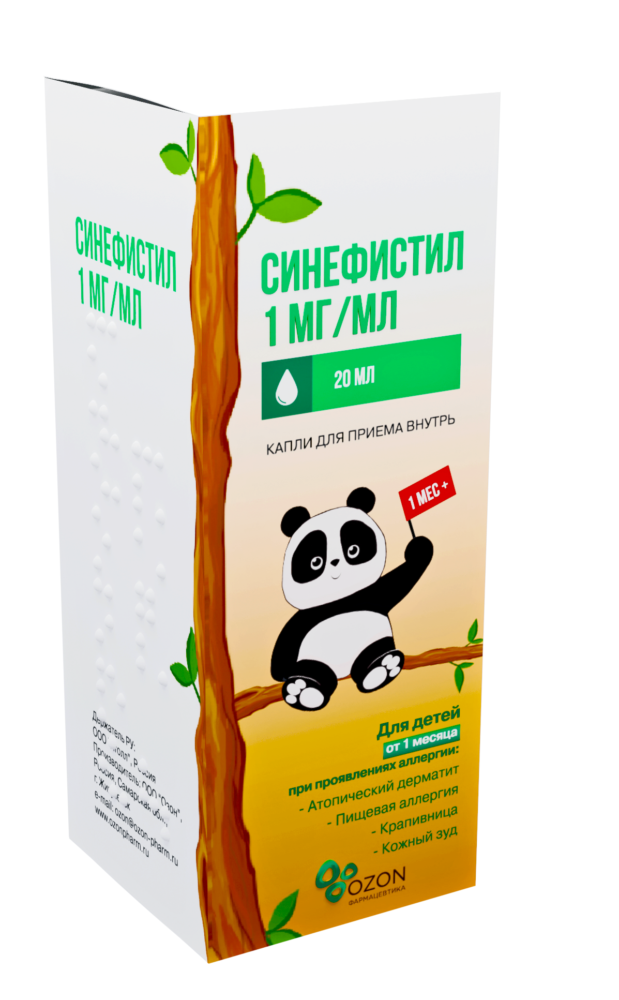 СИНЕФИСТИЛ
1 МГ/МЛ
Держатель РУ:
ООО Россия
Производитель: ООО "Озон",
Россия, Самарская обл.,
г.
e-mail: ozon@ozon-pharm.ru
www.ozonpharm.ru
СИНЕФИСТИЛ
1 МГ/МЛ
20 МЛ
КАПЛИ ДЛЯ ПРИЕМА ВНУТРЬ
1 МЕС +
Для детей
от 1 месяца
при проявлениях аллергии:
- Атопический дерматит
- Пищевая аллергия
- Крапивница
- Кожный зуд
OZON
ФАРМАЦЕВТИКА